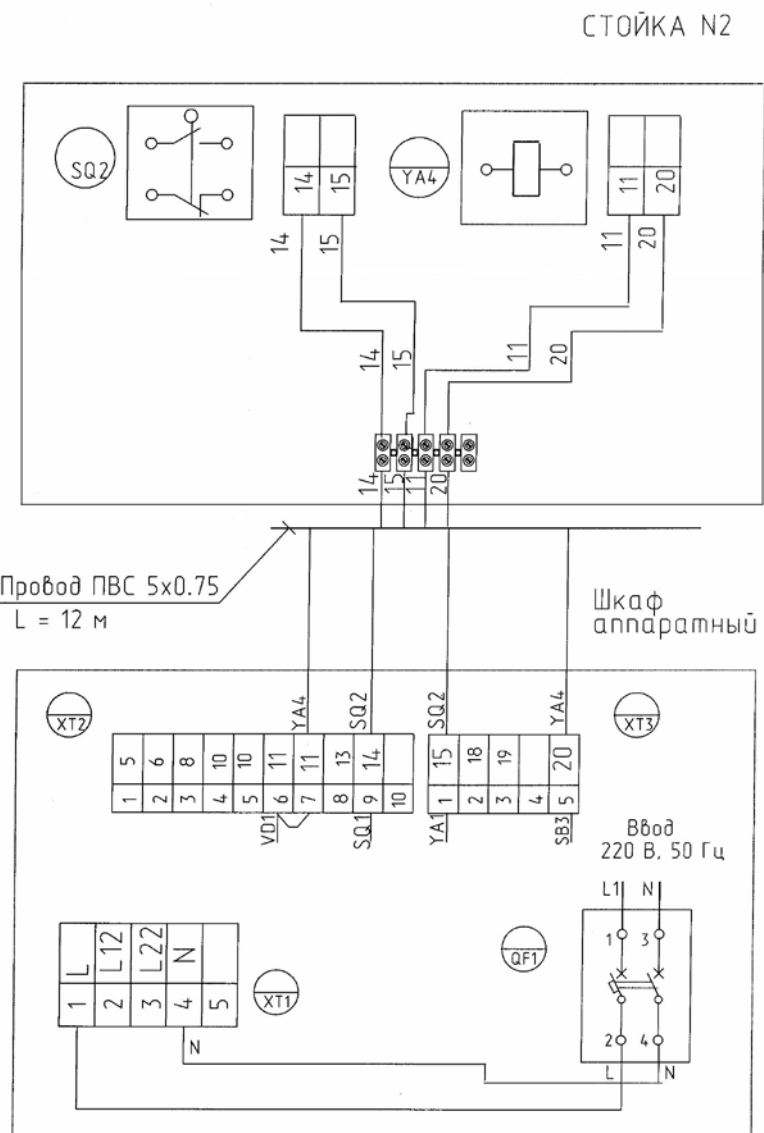 СТОЙКА N2
SQ2
14
15
YA4
11
20
14
15
11
20
14
15
11
20
14
15
11
20
Провод ПВС 5х0.75
L = 12 м
Шкаф
аппаратный
XT2
YA4
SQ2
SQ2
YA4
XT3
5 6 8 10 10 11 11 13 14
1 2 3 4 5 6 7 8 9 10
15 18 19 20
1 2 3 4 5
VD1
SQ1
YA1
SB3
Ввод
220 В, 50 Гц
L1 N
1 3
QF1
2 4
L N
L L12 L22 N
1 2 3 4 5
XT1
N